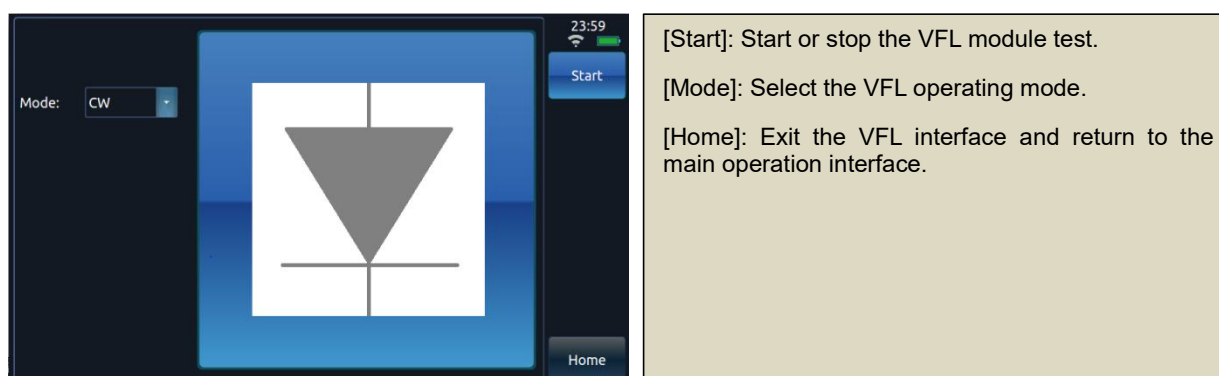 23:59
Start
Mode: CW
Home
[Start]: Start or stop the VFL module test.
[Mode]: Select the VFL operating mode.
[Home]: Exit the VFL interface and return to the
main operation interface.